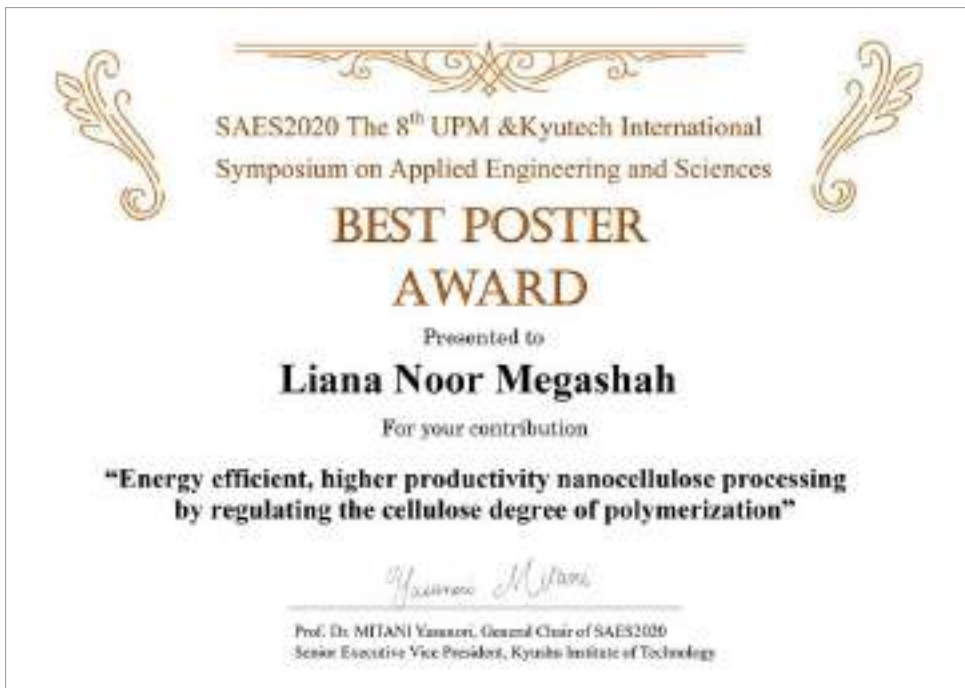 SAES2020 The 8th UPM &Kyutech International
Symposium on Applied Engineering and Sciences
BEST POSTER
AWARD
Presented to
Liana Noor Megashah
For your contribution
“Energy efficient, higher productivity nanocellulose processing
by regulating the cellulose degree of polymerization”
Yasunori Mitani
Prof. Dr. MITANI Yasunori, General Chair of SAES2020
Senior Executive Vice President, Kyushu Institute of Technology